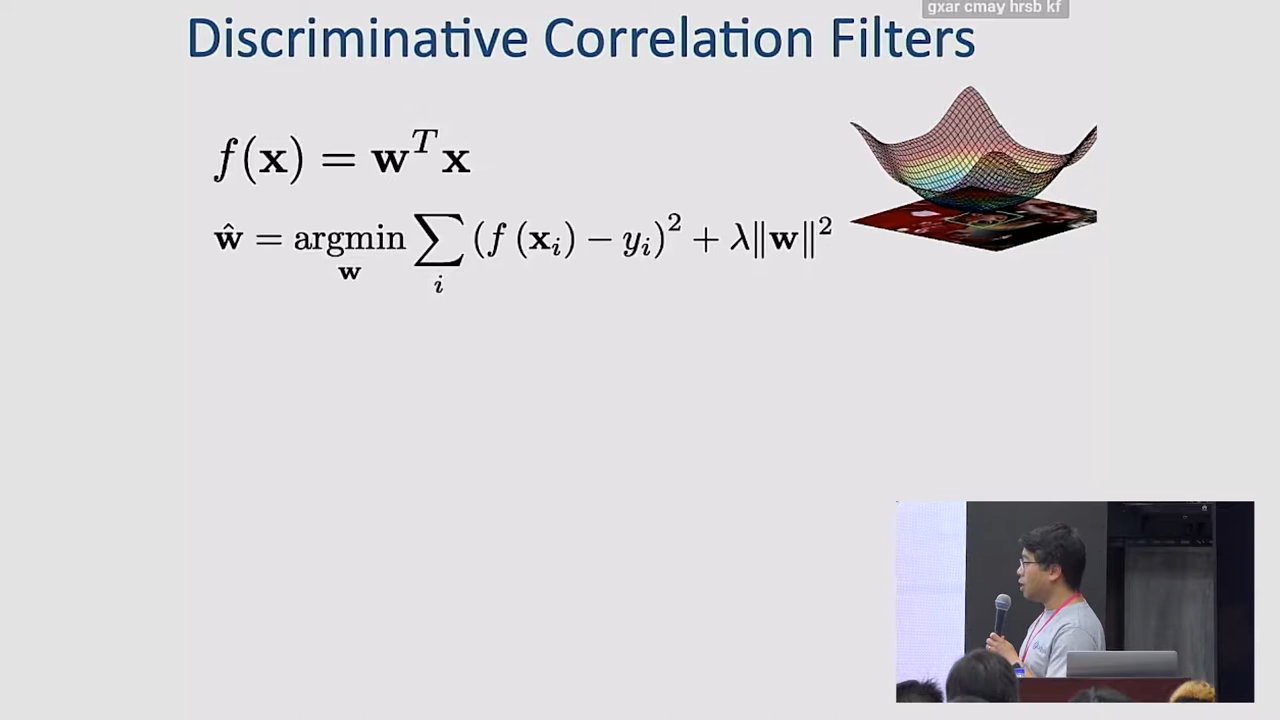 gxar cmay hrsb kf
Discriminative Correlation Filters
f(x) = w^T x
ŵ = argmin_w ∑_i (f (x_i) − y_i)^2 + λ‖w‖^2